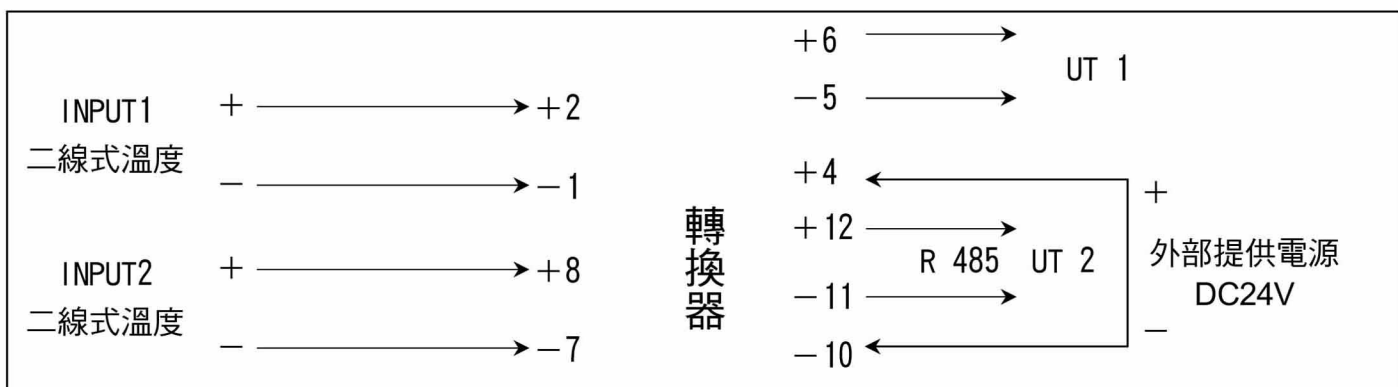 INPUT1
二線式溫度
+
+2
−
−1
INPUT2
二線式溫度
+
+8
−
−7
轉換器
+6
−5
UT 1
+4
+12
−11
R 485 UT 2
−10
+
外部提供電源
DC24V
−